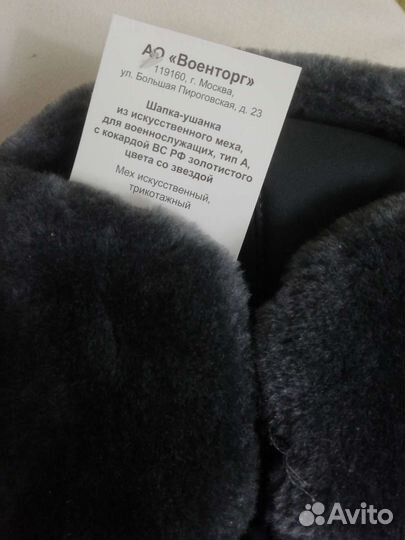 АО «Военторг»
119160, г. Москва,
ул. Большая Пироговская, д. 23
Шапка-ушанка
из искусственного меха,
для военнослужащих, тип А,
с кокардой ВС РФ золотистого
цвета со звездой
Мех искусственный,
трикотажный
Avito